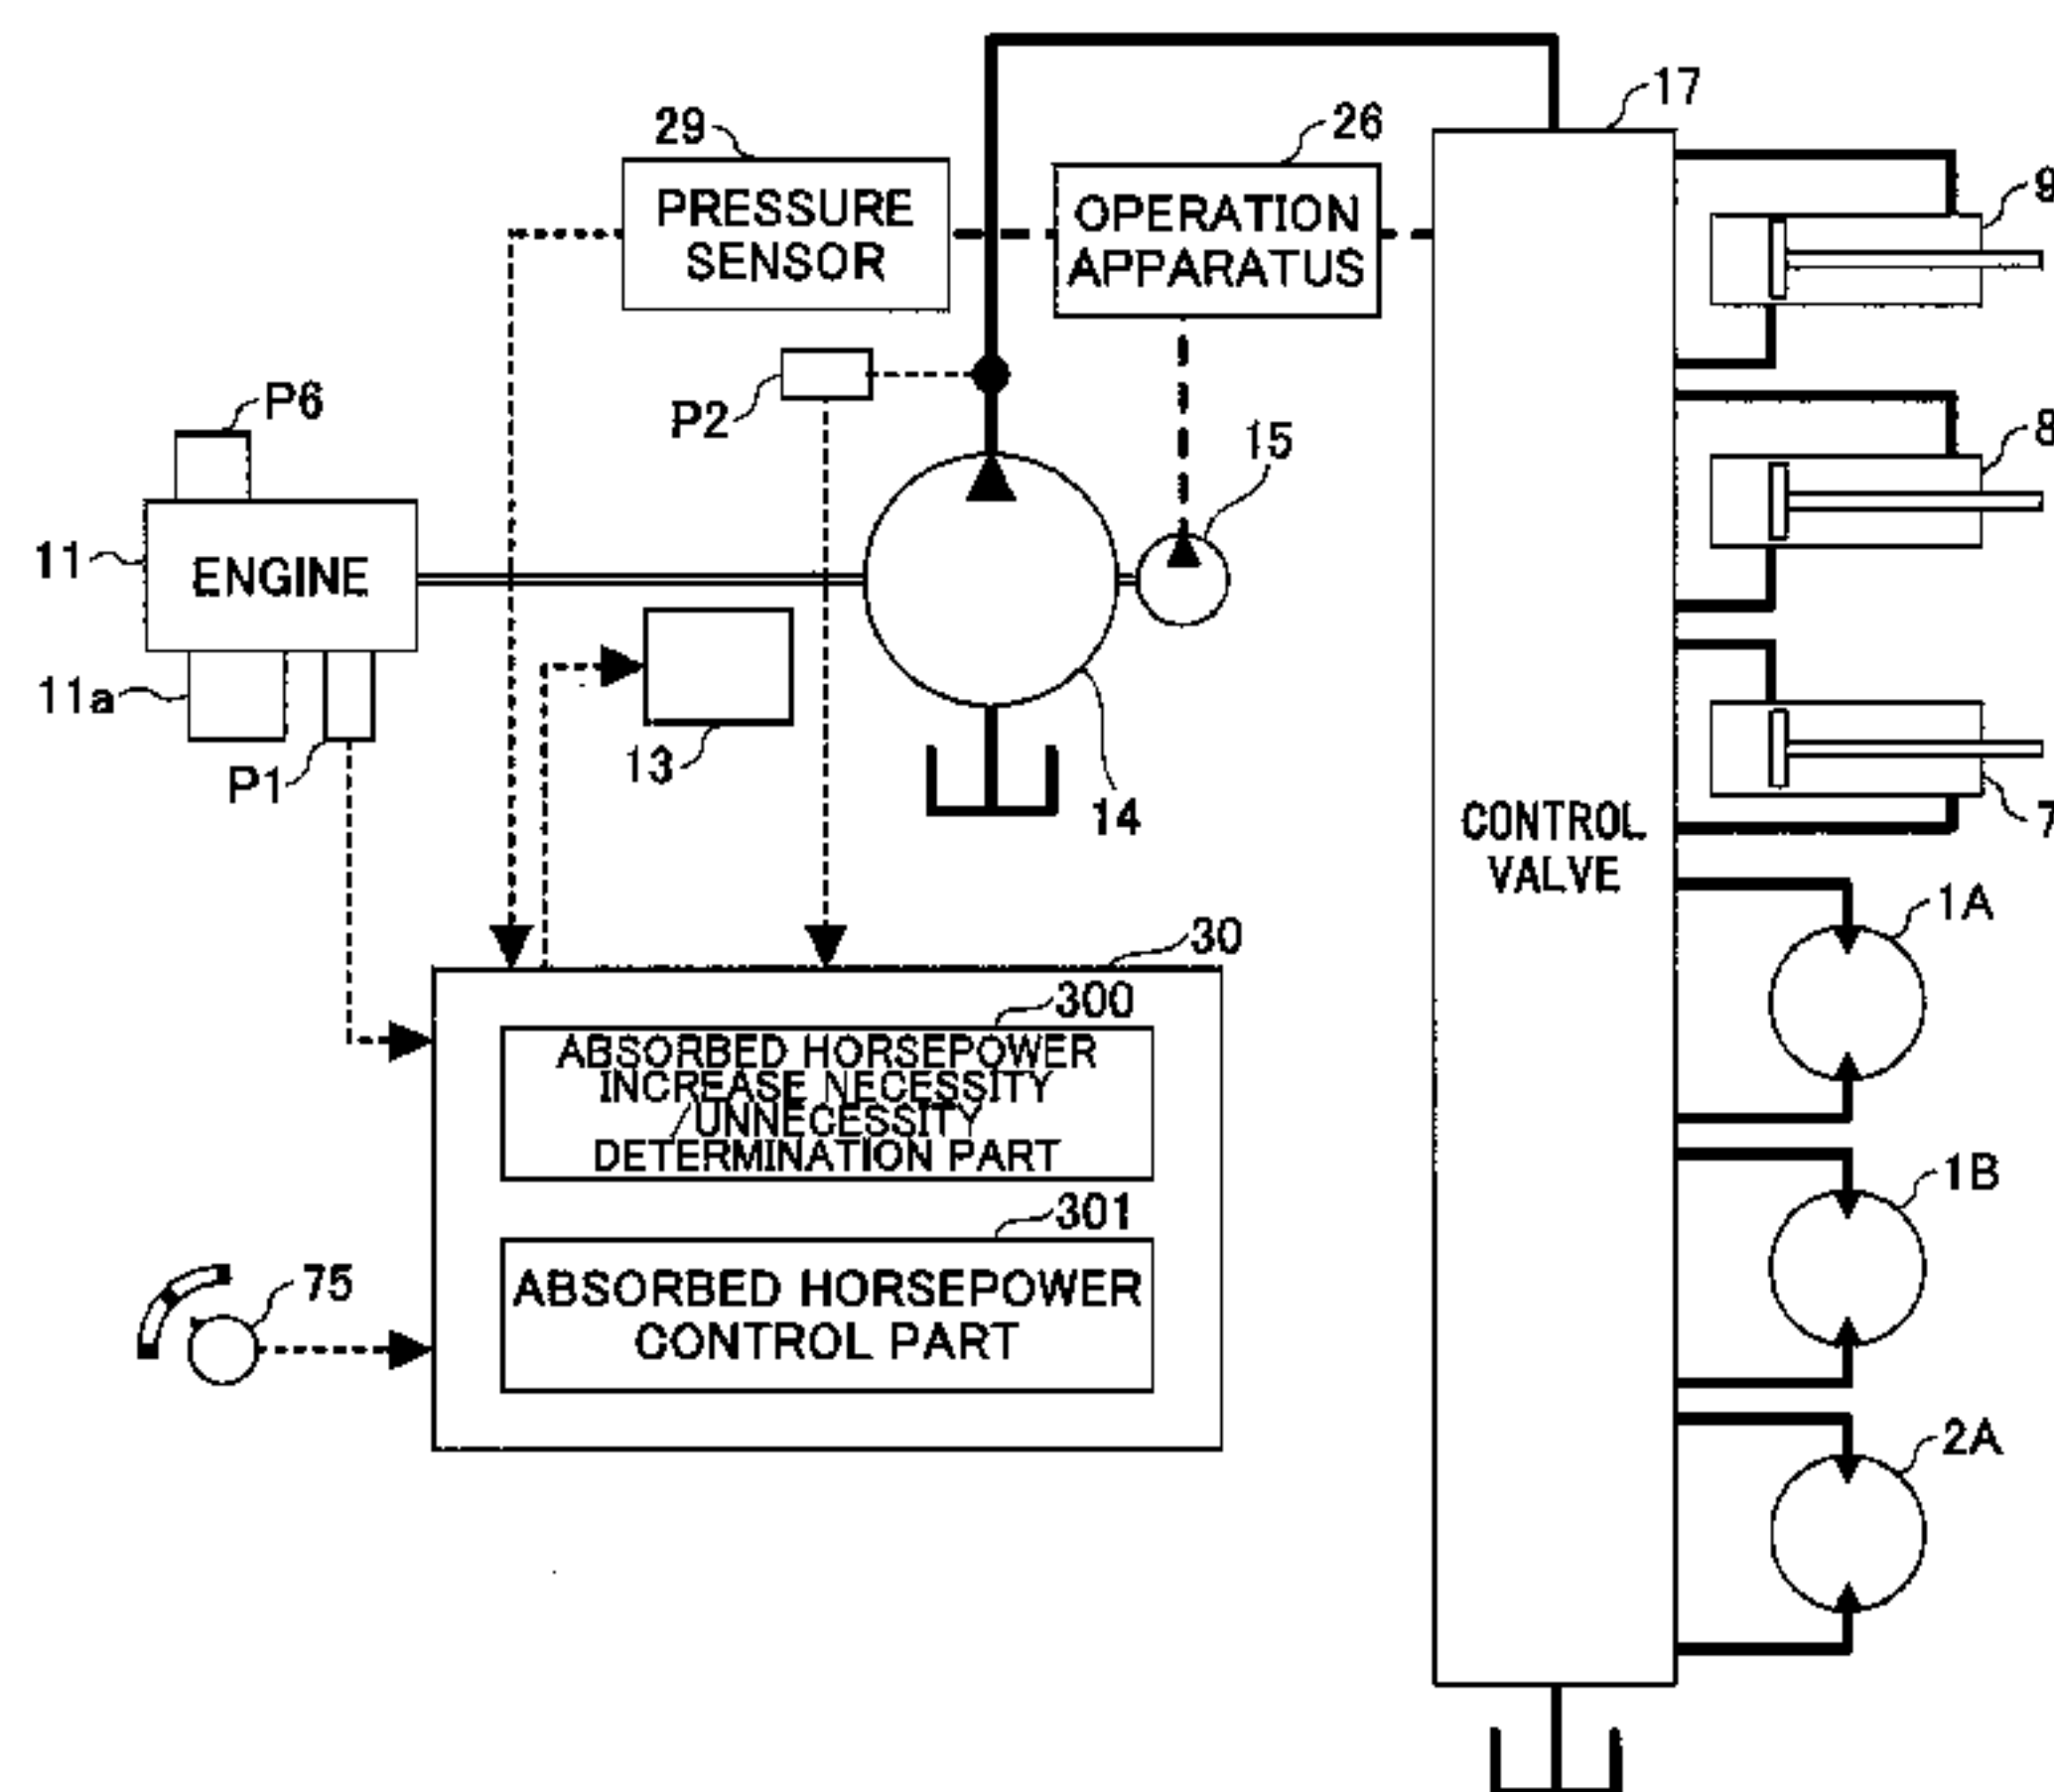 17
29
26
PRESSURE
SENSOR
OPERATION
APPARATUS
9
P6
P2
15
8
11
ENGINE
11a
P1
13
14
7
CONTROL
VALVE
1A
30
300
ABSORBED HORSEPOWER
INCREASE NECESSITY
/UNNECESSITY
DETERMINATION PART
1B
301
ABSORBED HORSEPOWER
CONTROL PART
75
2A